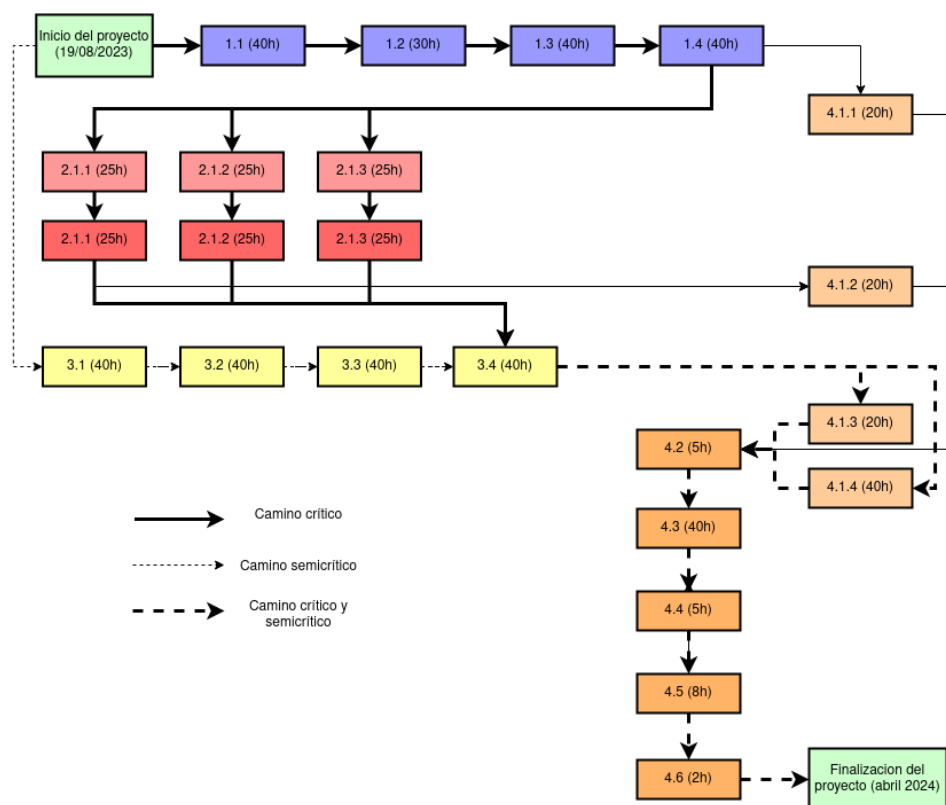 Inicio del proyecto
(19/08/2023)
1.1 (40h)
1.2 (30h)
1.3 (40h)
1.4 (40h)
4.1.1 (20h)
2.1.1 (25h)
2.1.2 (25h)
2.1.3 (25h)
2.1.1 (25h)
2.1.2 (25h)
2.1.3 (25h)
4.1.2 (20h)
3.1 (40h)
3.2 (40h)
3.3 (40h)
3.4 (40h)
4.1.3 (20h)
4.2 (5h)
4.1.4 (40h)
Camino crítico
4.3 (40h)
Camino semicrítico
Camino crítico y
semicrítico
4.4 (5h)
4.5 (8h)
4.6 (2h)
Finalizacion del
proyecto (abril 2024)